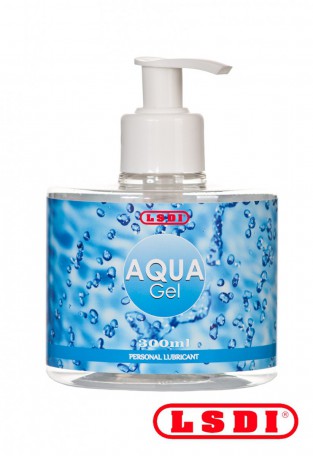 LSDI
AQUA
Gel
300ml
PERSONAL LUBRICANT
LSDI®